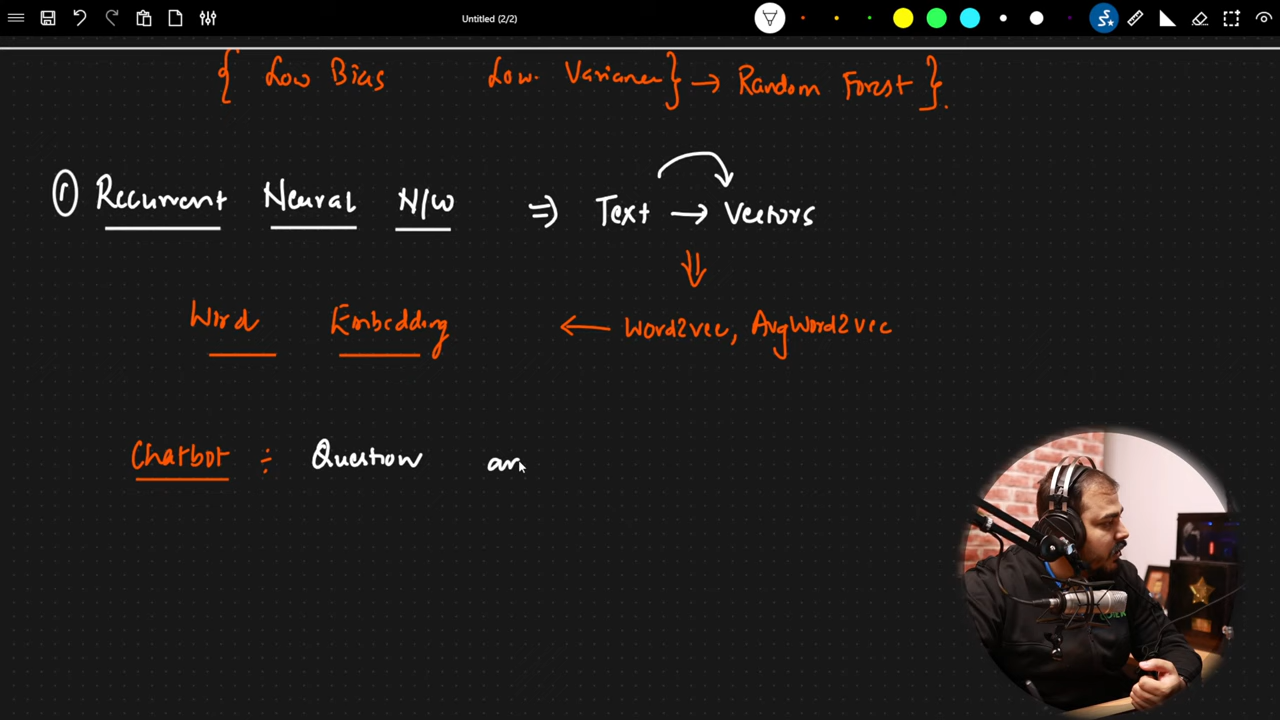 Untitled (2/2)
{ Low Bias Low. Variance } → Random Forest }.
① Recurrent Neural N/W ⇒ Text → Vectors
Word Embedding ← Word2vec, AvgWord2vec
Chatbot ÷ Question an